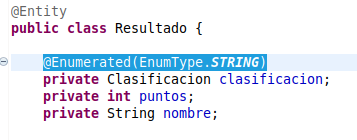 @Entity
public class Resultado {
@Enumerated(EnumType.STRING)
private Clasificacion clasificacion;
private int puntos;
private String nombre;